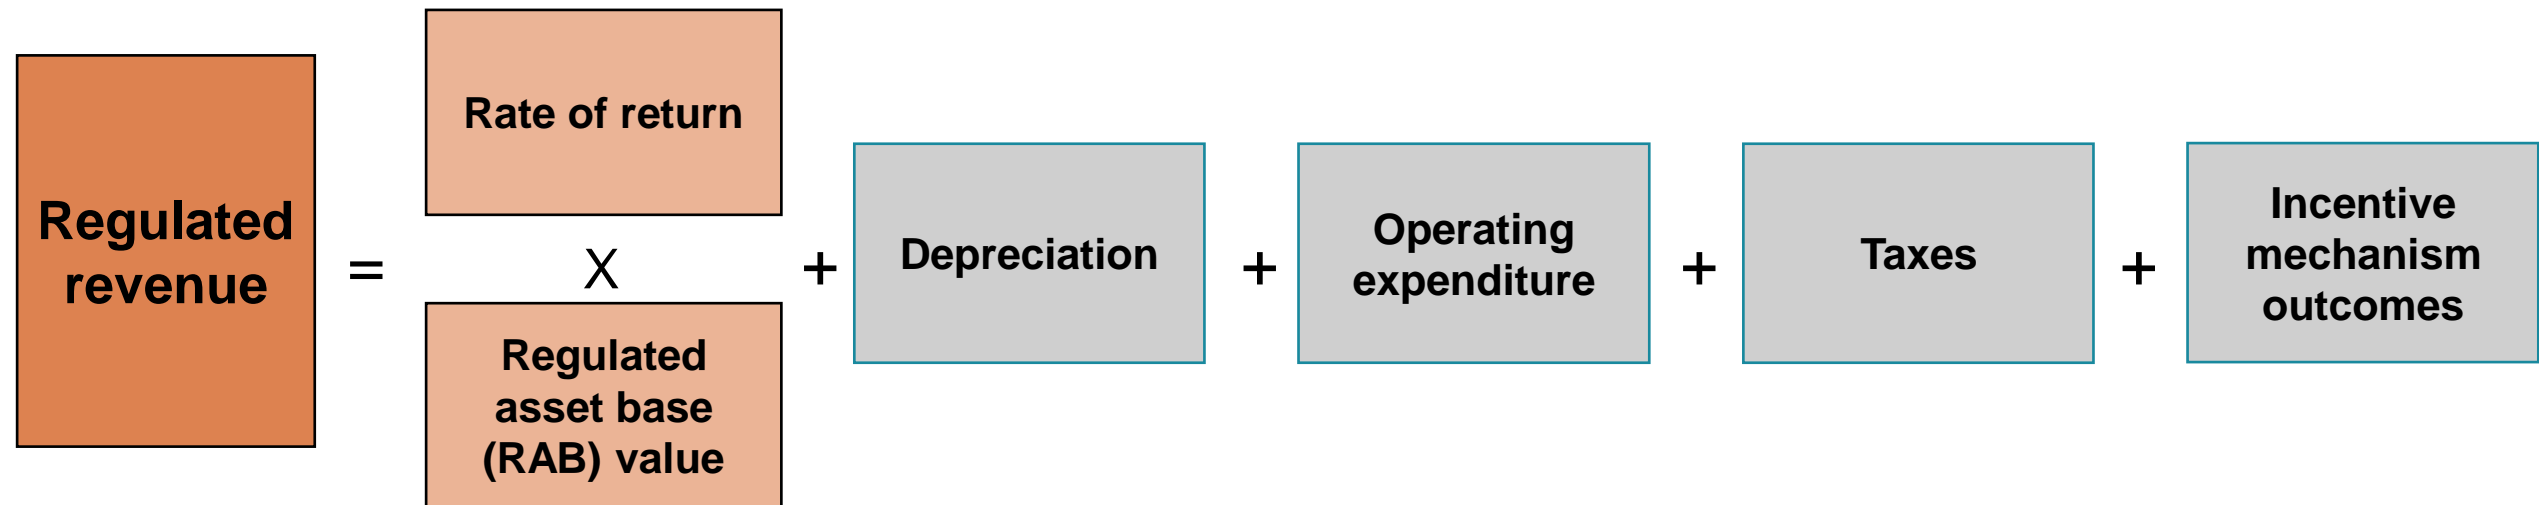 Regulated
revenue
=
Rate of return
X
Regulated
asset base
(RAB) value
+
Depreciation
+
Operating
expenditure
+
Taxes
+
Incentive
mechanism
outcomes